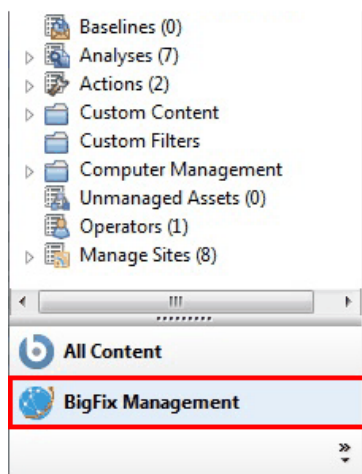 Baselines (0)
Analyses (7)
Actions (2)
Custom Content
Custom Filters
Computer Management
Unmanaged Assets (0)
Operators (1)
Manage Sites (8)
All Content
BigFix Management